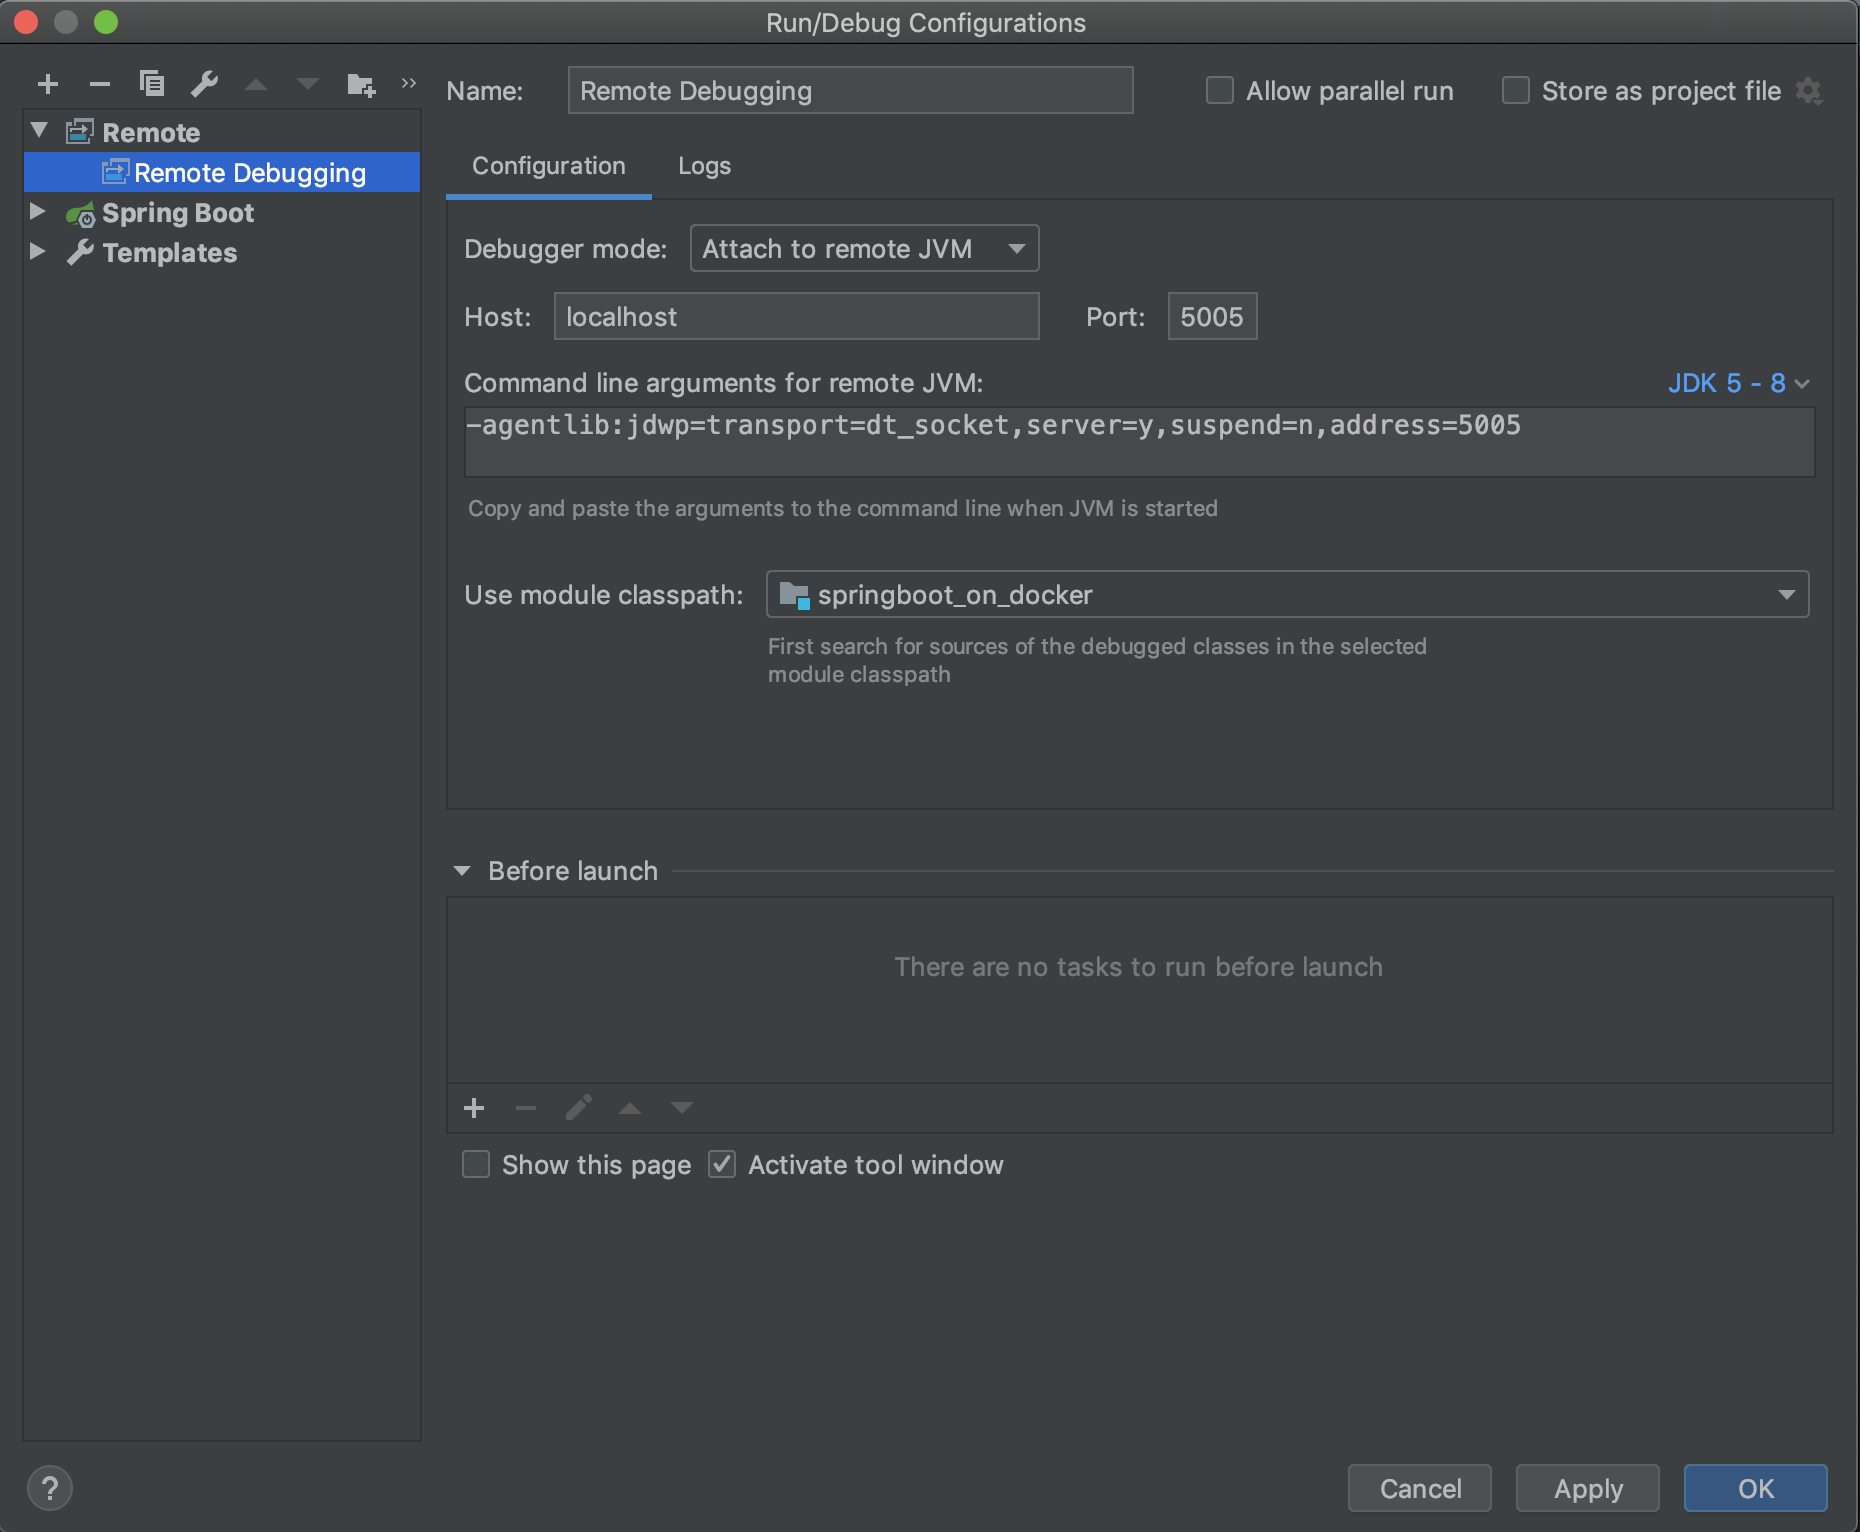 Run/Debug Configurations
Name: Remote Debugging Allow parallel run Store as project file
Remote
Remote Debugging
Spring Boot
Templates
Configuration Logs
Debugger mode: Attach to remote JVM
Host: localhost Port: 5005
Command line arguments for remote JVM: JDK 5 - 8
-agentlib:jdwp=transport=dt_socket,server=y,suspend=n,address=5005
Copy and paste the arguments to the command line when JVM is started
Use module classpath: springboot_on_docker
First search for sources of the debugged classes in the selected
module classpath
Before launch
There are no tasks to run before launch
Show this page Activate tool window
? Cancel Apply OK